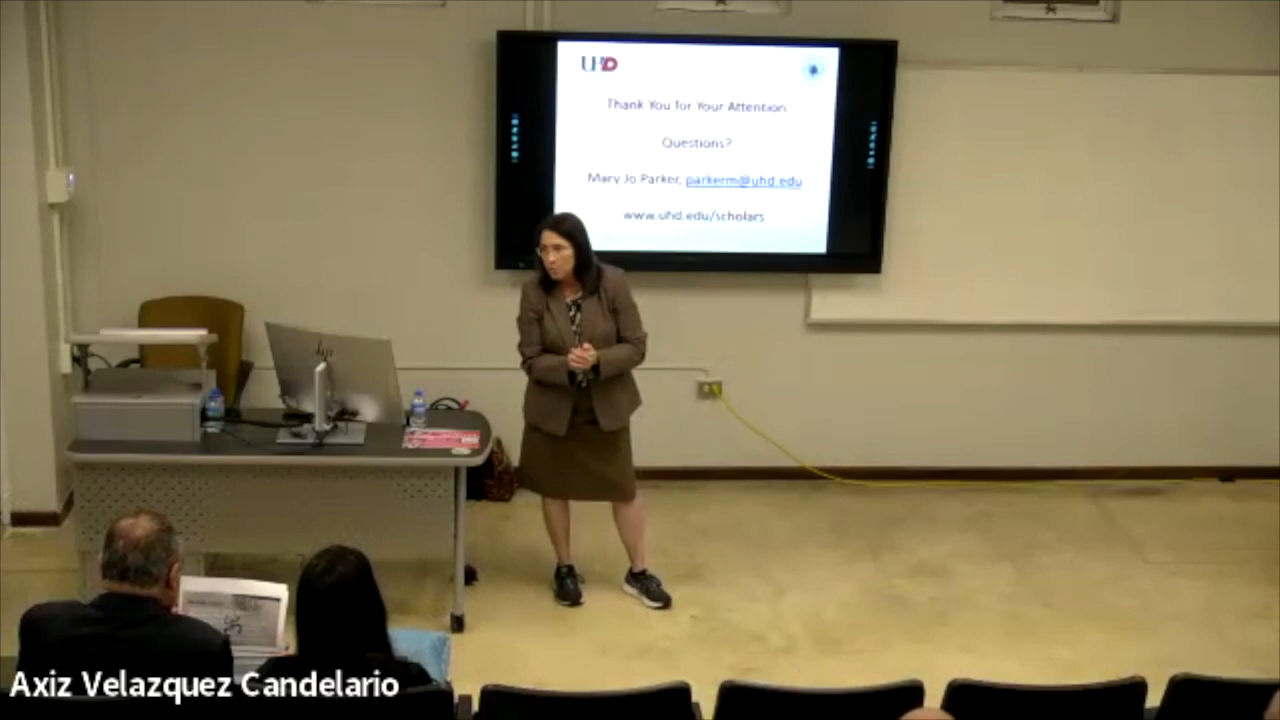 UHD
Thank You for Your Attention
Questions?
Mary Jo Parker, parkerm@uhd.edu
www.uhd.edu/scholars
hp
Axiz Velazquez Candelario